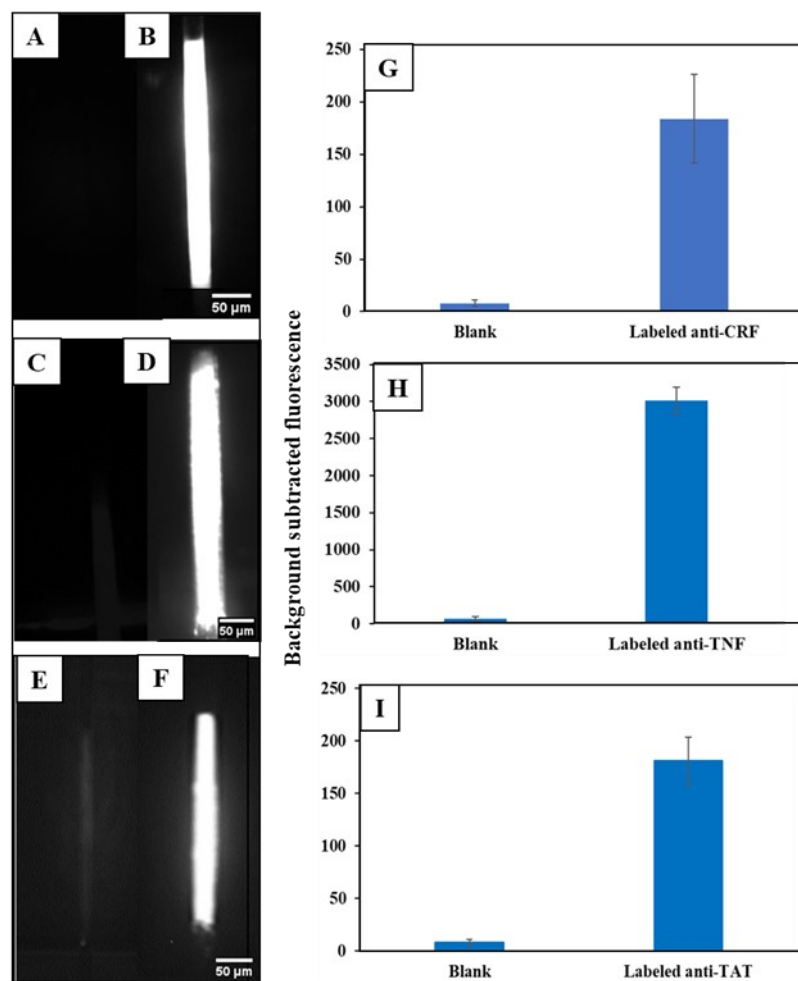 A
B
50 µm
C
D
50 µm
E
F
50 µm
Background subtracted fluorescence
G
250
200
150
100
50
0
Blank
Labeled anti-CRF
H
3500
3000
2500
2000
1500
1000
500
0
Blank
Labeled anti-TNF
I
250
200
150
100
50
0
Blank
Labeled anti-TAT